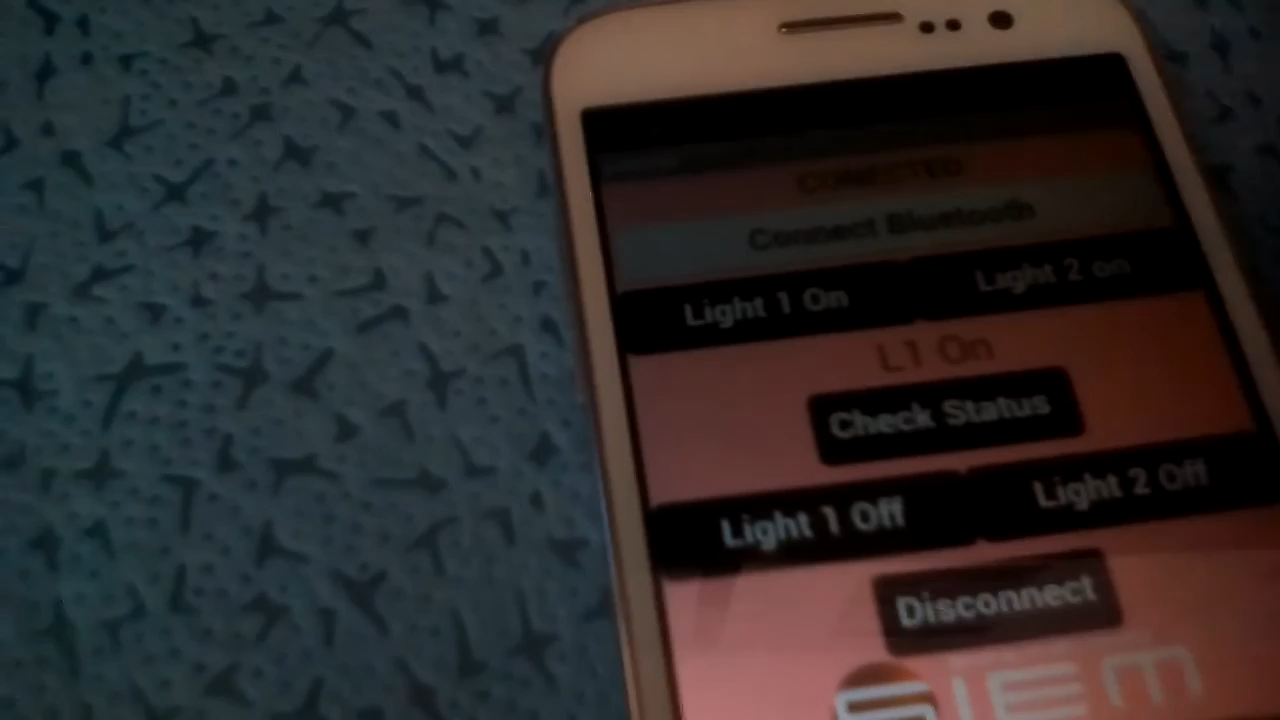 CONNECTED
Connect Bluetooth
Light 1 On
Light 2 on
L1 On
Check Status
Light 1 Off
Light 2 Off
Disconnect
SIEM